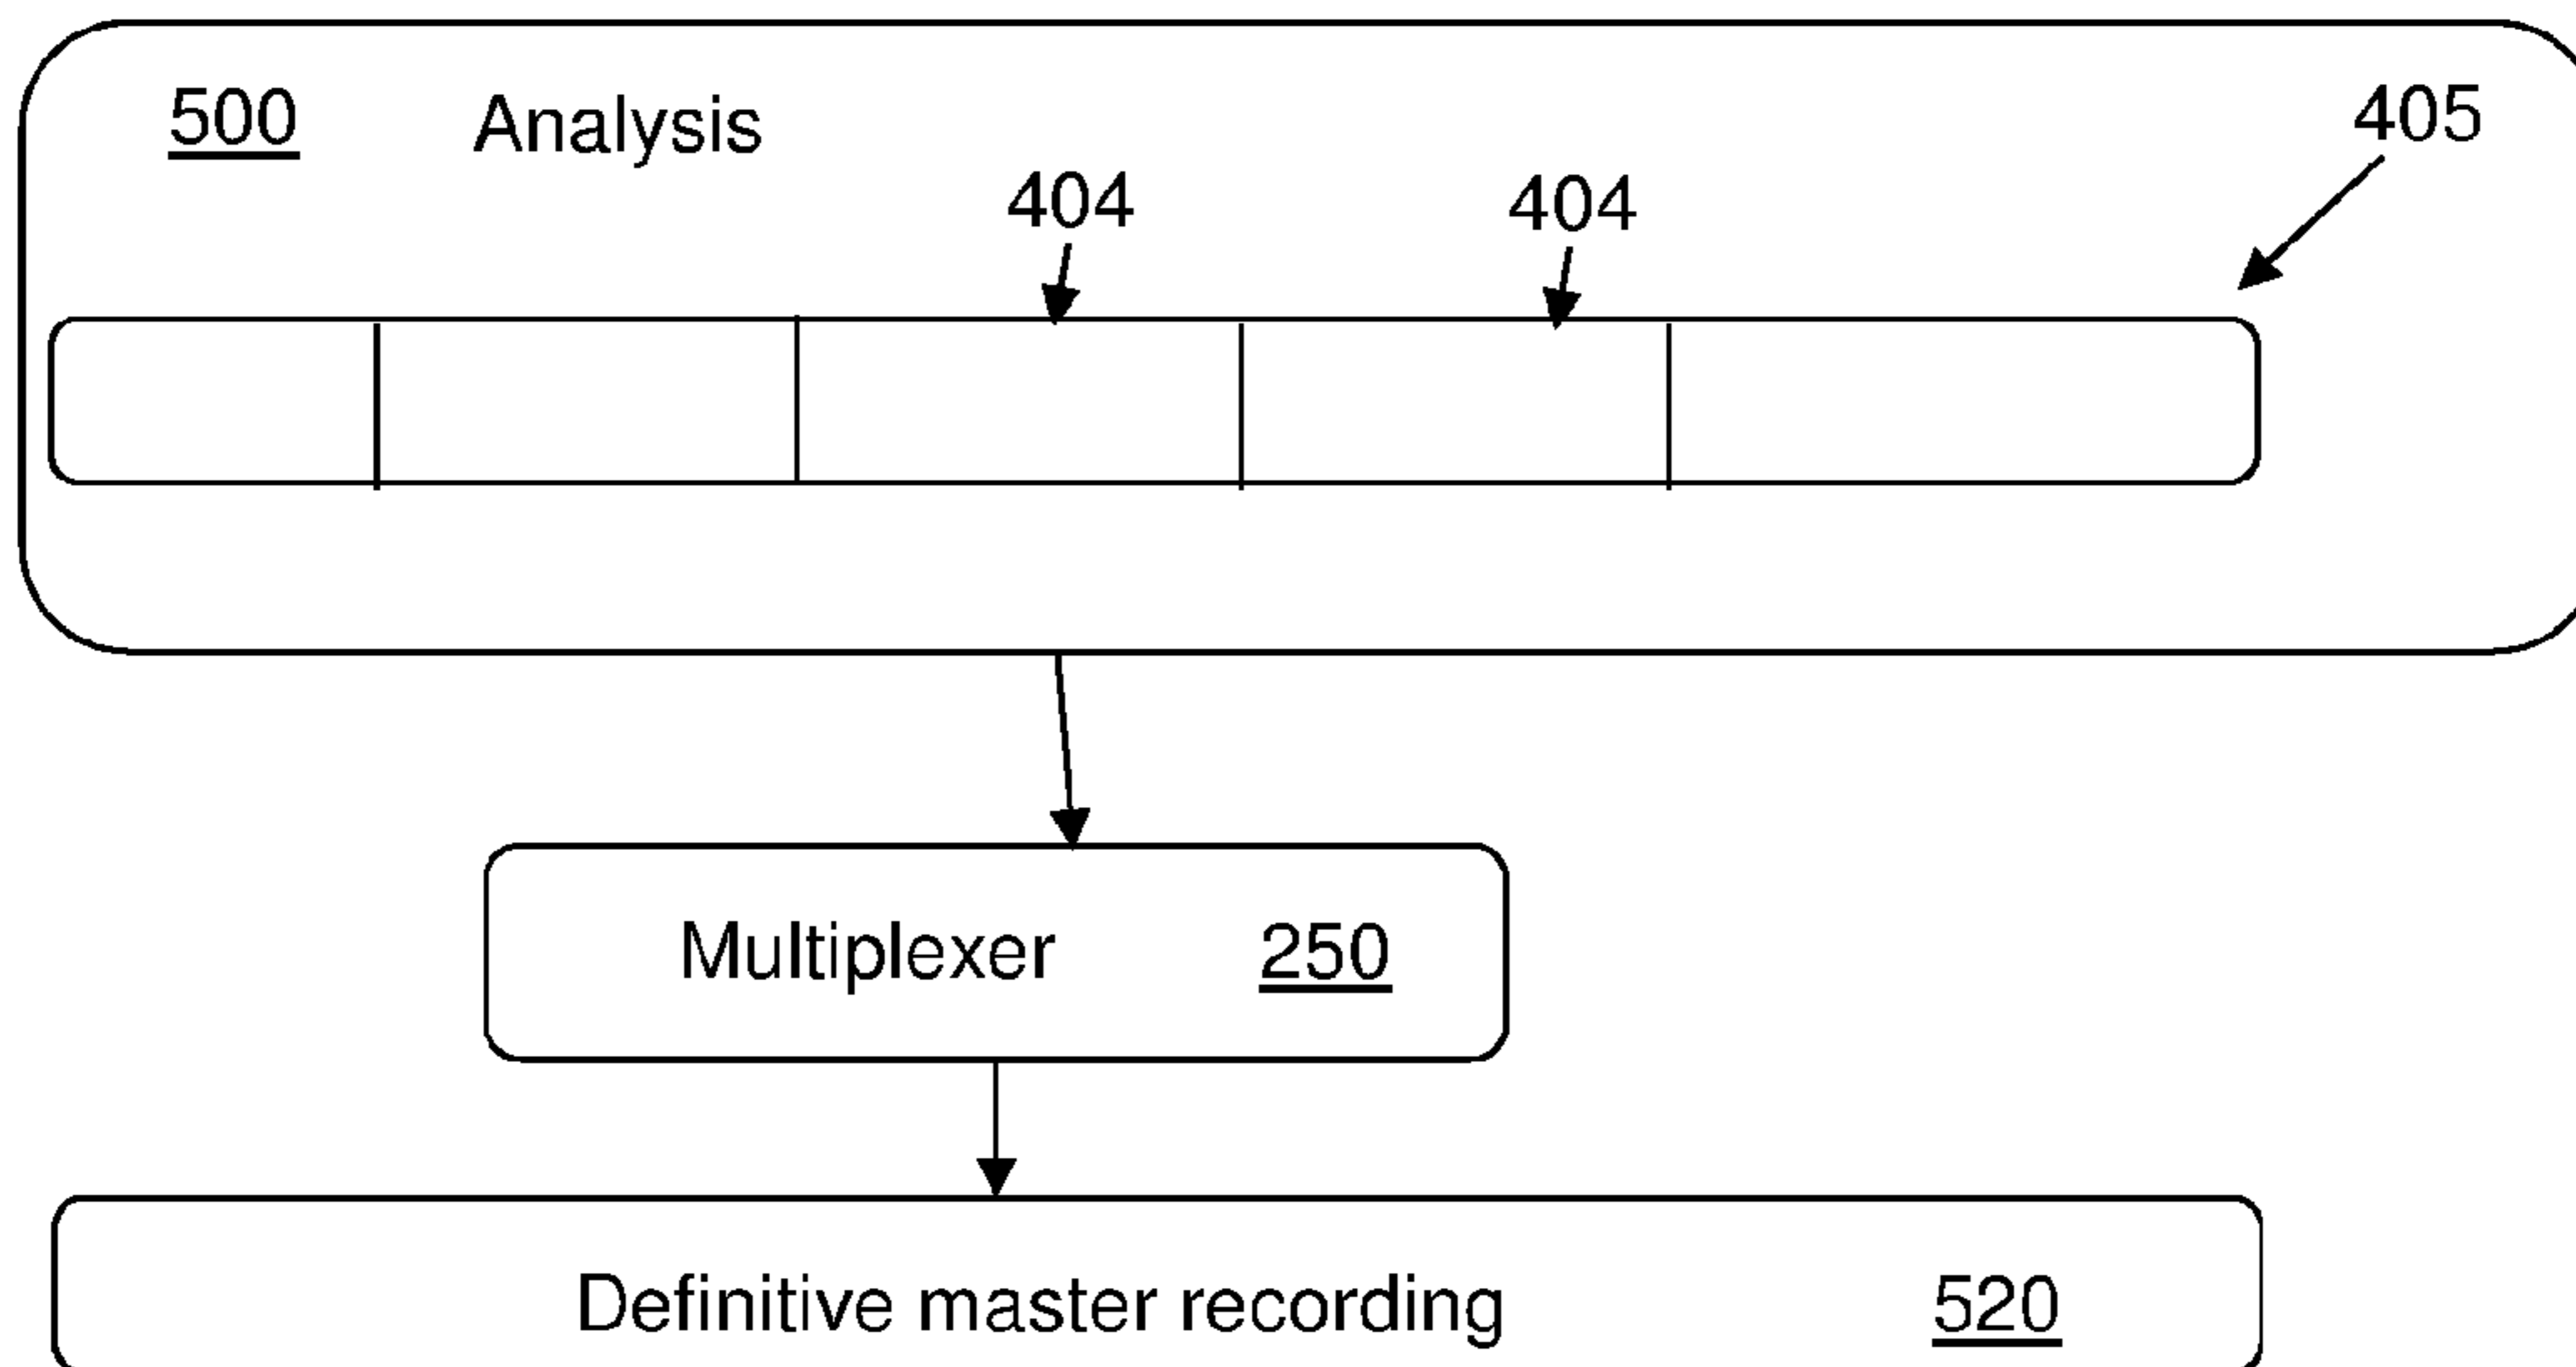 500 Analysis 405
404 404
Multiplexer 250
Definitive master recording 520